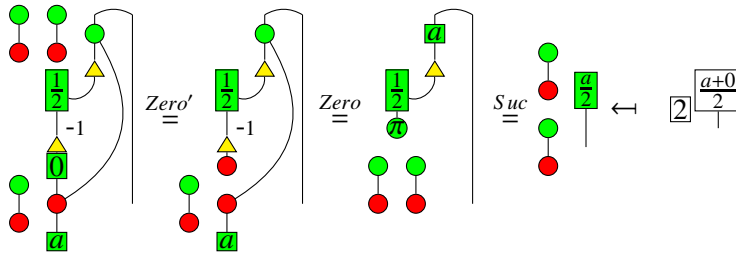 1/2 -1 0 a
Zero′ =
1/2 -1 a
Zero =
a 1/2 π
Suc =
a/2 ↤ 2 a+0/2